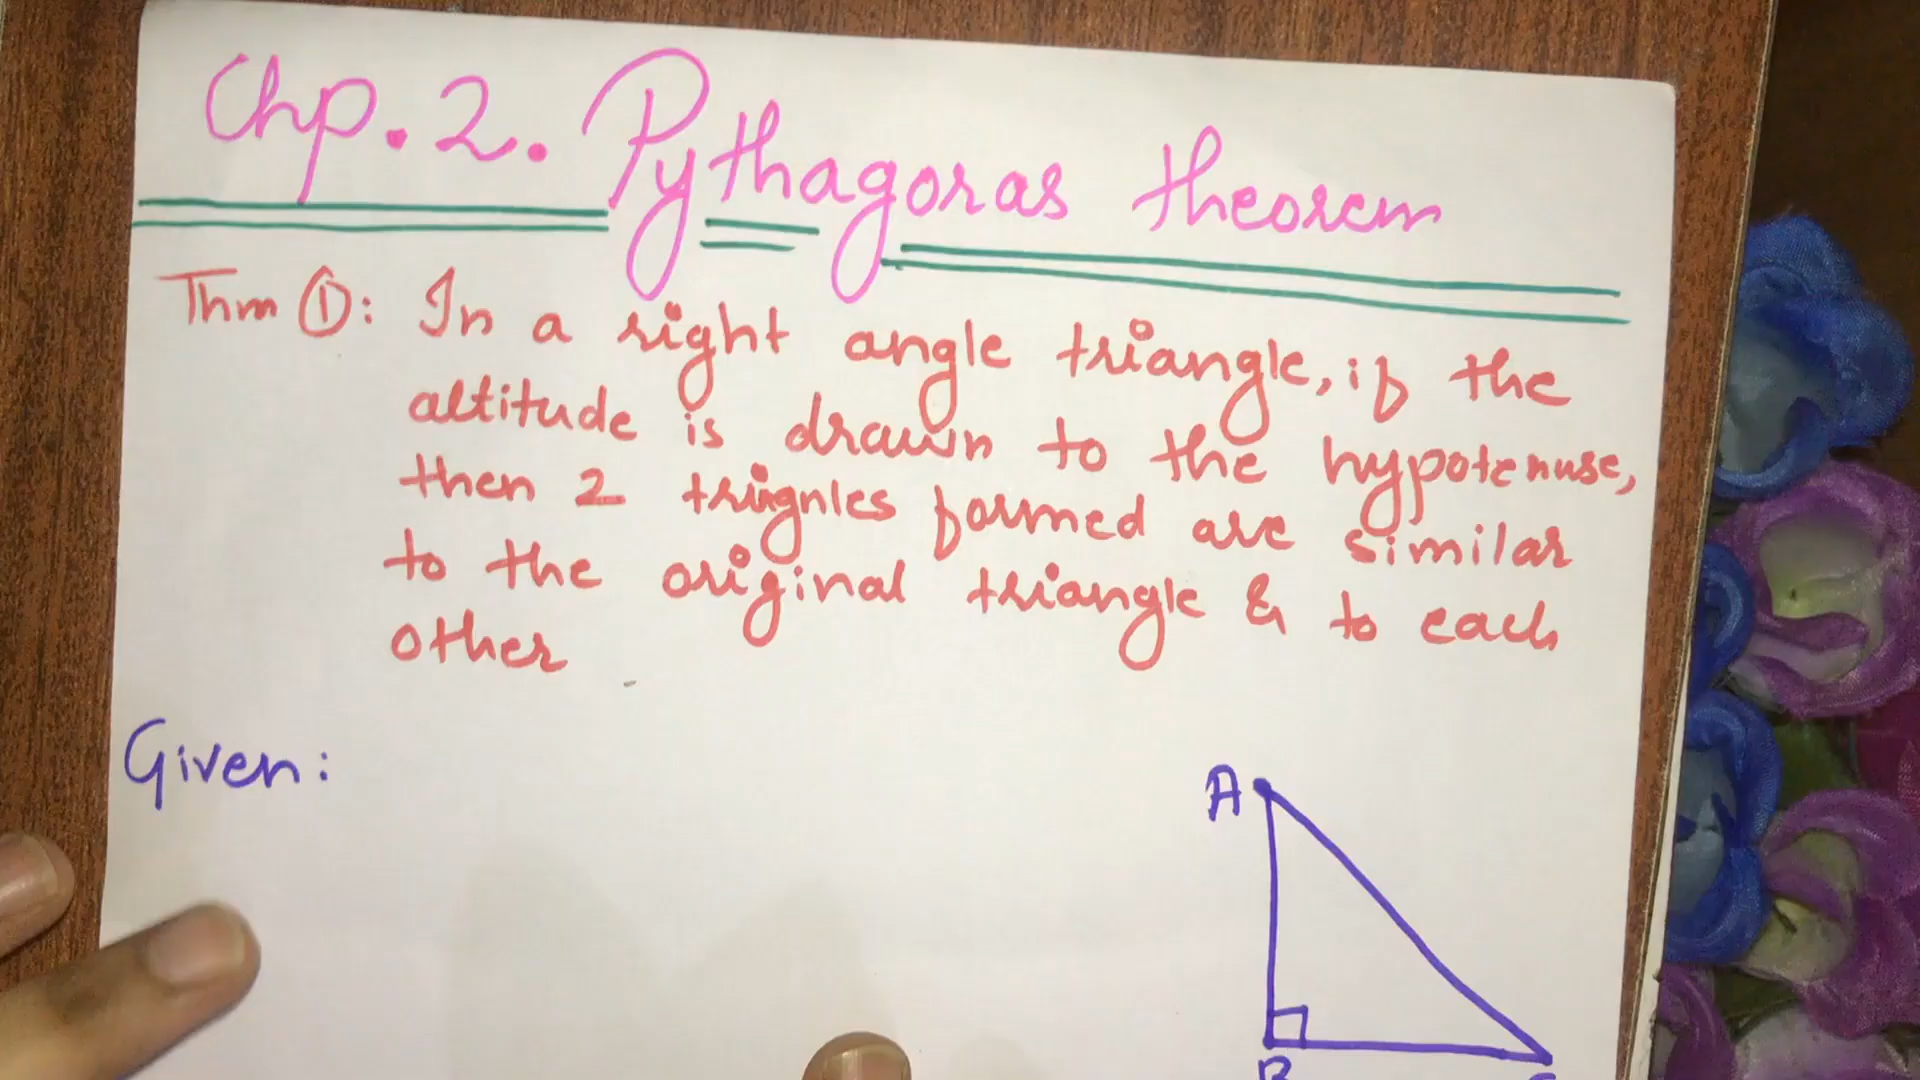 Chp. 2. Pythagoras theorem
Thm ①: In a right angle triangle, if the
altitude is drawn to the hypotenuse,
then 2 triagnles formed are similar
to the original triangle & to each
other
Given:
A
B